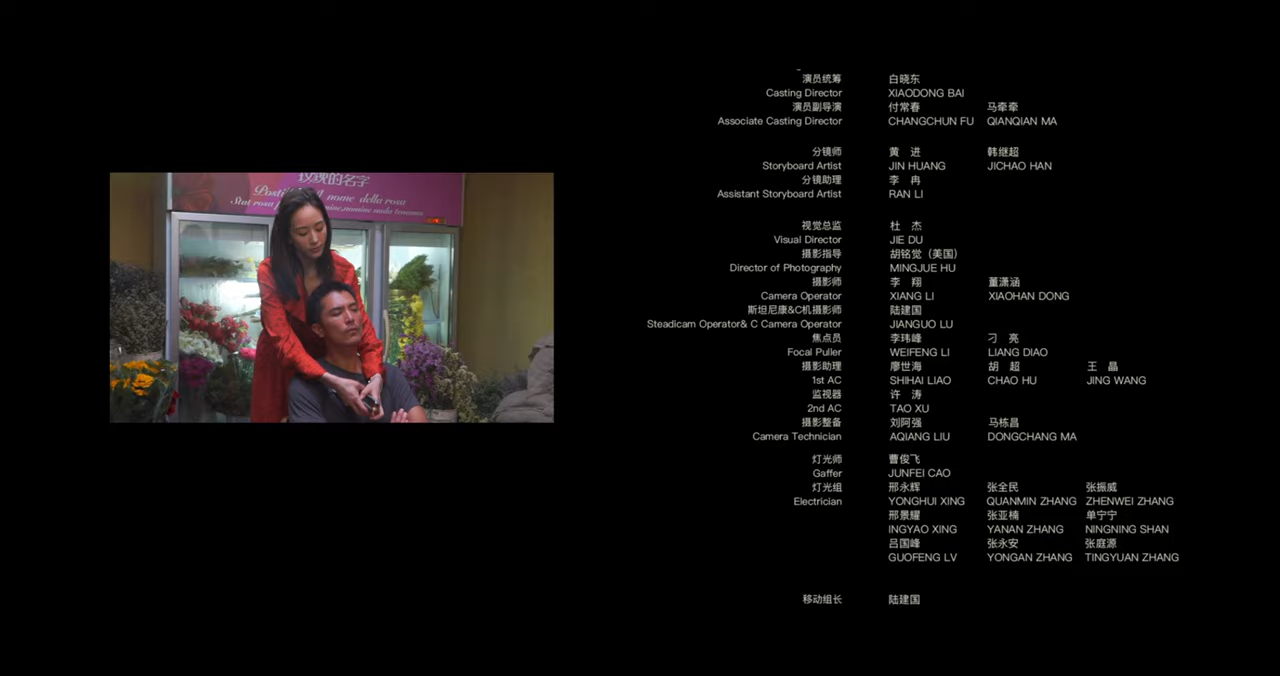 玫瑰的名字
nome della rosa
Stat rosa
nomine nuda tenemus
演员统筹 白晓东
Casting Director XIAODONG BAI
演员副导演 付常春 马牵牵
Associate Casting Director CHANGCHUN FU QIANQIAN MA
分镜师 黄 进 韩继超
Storyboard Artist JIN HUANG JICHAO HAN
分镜助理 李 冉
Assistant Storyboard Artist RAN LI
视觉总监 杜 杰
Visual Director JIE DU
摄影指导 胡铭觉（美国）
Director of Photography MINGJUE HU
摄影师 李 翔 董潇涵
Camera Operator XIANG LI XIAOHAN DONG
斯坦尼康&C机摄影师 陆建国
Steadicam Operator& C Camera Operator JIANGUO LU
焦点员 李玮峰 刁 亮
Focal Puller WEIFENG LI LIANG DIAO
摄影助理 廖世海 胡 超 王 晶
1st AC SHIHAI LIAO CHAO HU JING WANG
监视器 许 涛
2nd AC TAO XU
摄影整备 刘阿强 马栋昌
Camera Technician AQIANG LIU DONGCHANG MA
灯光师 曹俊飞
Gaffer JUNFEI CAO
灯光组 邢永辉 张全民 张振威
Electrician YONGHUI XING QUANMIN ZHANG ZHENWEI ZHANG
邢景耀 张亚楠 单宁宁
INGYAO XING YANAN ZHANG NINGNING SHAN
吕国峰 张永安 张庭源
GUOFENG LV YONGAN ZHANG TINGYUAN ZHANG
移动组长 陆建国